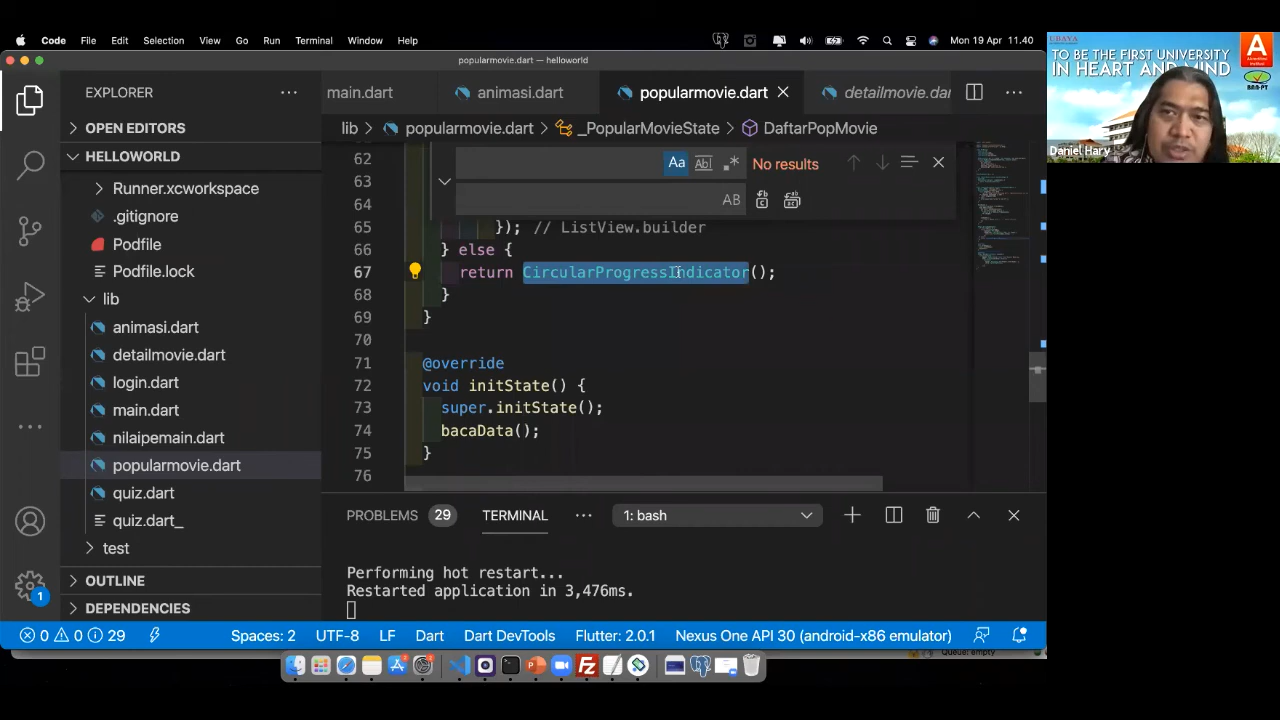 Code File Edit Selection View Go Run Terminal Window Help
Mon 19 Apr 11.40
popularmovie.dart — helloworld
EXPLORER
main.dart animasi.dart popularmovie.dart detailmovie.dar
OPEN EDITORS
lib popularmovie.dart _PopularMovieState DaftarPopMovie
HELLOWORLD
Runner.xcworkspace
.gitignore
Podfile
Podfile.lock
lib
animasi.dart
detailmovie.dart
login.dart
main.dart
nilaipemain.dart
popularmovie.dart
quiz.dart
quiz.dart_
test
OUTLINE
DEPENDENCIES
Aa Ab No results
AB
62
63
64
65 }); // ListView.builder
66 } else {
67 return CircularProgressIndicator();
68 }
69 }
70
71 @override
72 void initState() {
73 super.initState();
74 bacaData();
75 }
76
PROBLEMS 29 TERMINAL 1: bash
Performing hot restart...
Restarted application in 3,476ms.
1
0 0 29 Spaces: 2 UTF-8 LF Dart Dart DevTools Flutter: 2.0.1 Nexus One API 30 (android-x86 emulator)
Queue: empty
UBAYA
TO BE THE FIRST UNIVERSITY
IN HEART AND MIND
A
BAN-PT
Daniel Hary